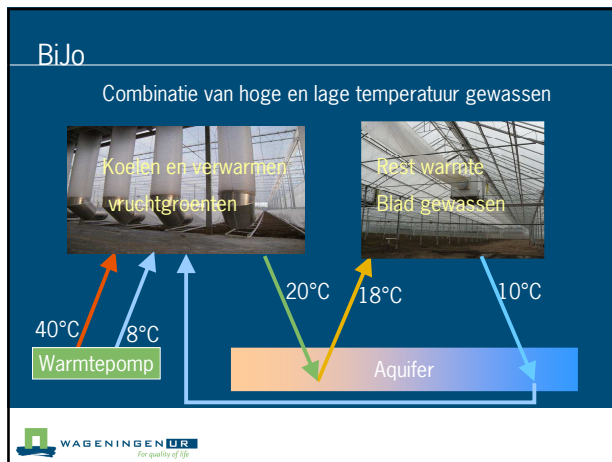 BiJo
Combinatie van hoge en lage temperatuur gewassen
Koelen en verwarmen
vruchtgroenten
Rest warmte
Blad gewassen
40°C
8°C
20°C
18°C
10°C
Warmtepomp
Aquifer
WAGENINGEN UR
For quality of life